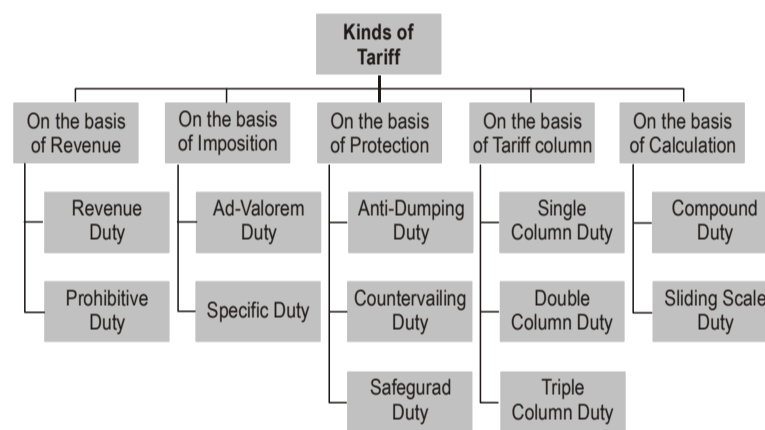 Kinds of
Tariff
On the basis
of Revenue
On the basis
of Imposition
On the basis
of Protection
On the basis
of Tariff column
On the basis
of Calculation
Revenue
Duty
Ad-Valorem
Duty
Anti-Dumping
Duty
Single
Column Duty
Compound
Duty
Prohibitive
Duty
Specific Duty
Countervailing
Duty
Double
Column Duty
Sliding Scale
Duty
Safegurad
Duty
Triple
Column Duty